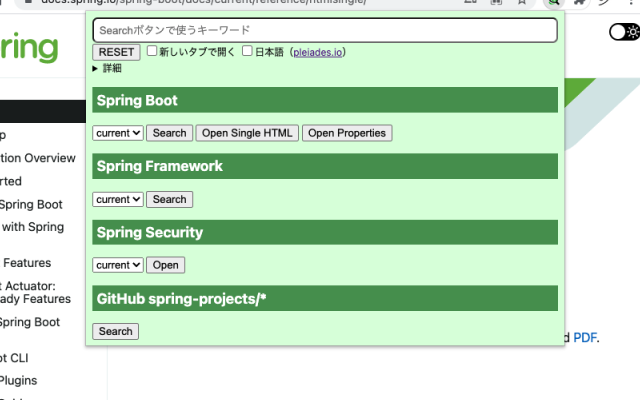 docs.spring.io/spring-boot/docs/current/reference/htmlsingle/
ring
Searchボタンで使うキーワード
RESET 新しいタブで開く 日本語（pleiades.io）
詳細
Spring Boot
current Search Open Single HTML Open Properties
Spring Framework
current Search
Spring Security
current Open
GitHub spring-projects/*
Search
p
tion Overview
rted
Spring Boot
with Spring
Features
t Actuator:
ady Features
Spring Boot
ot CLI
Plugins
d PDF.